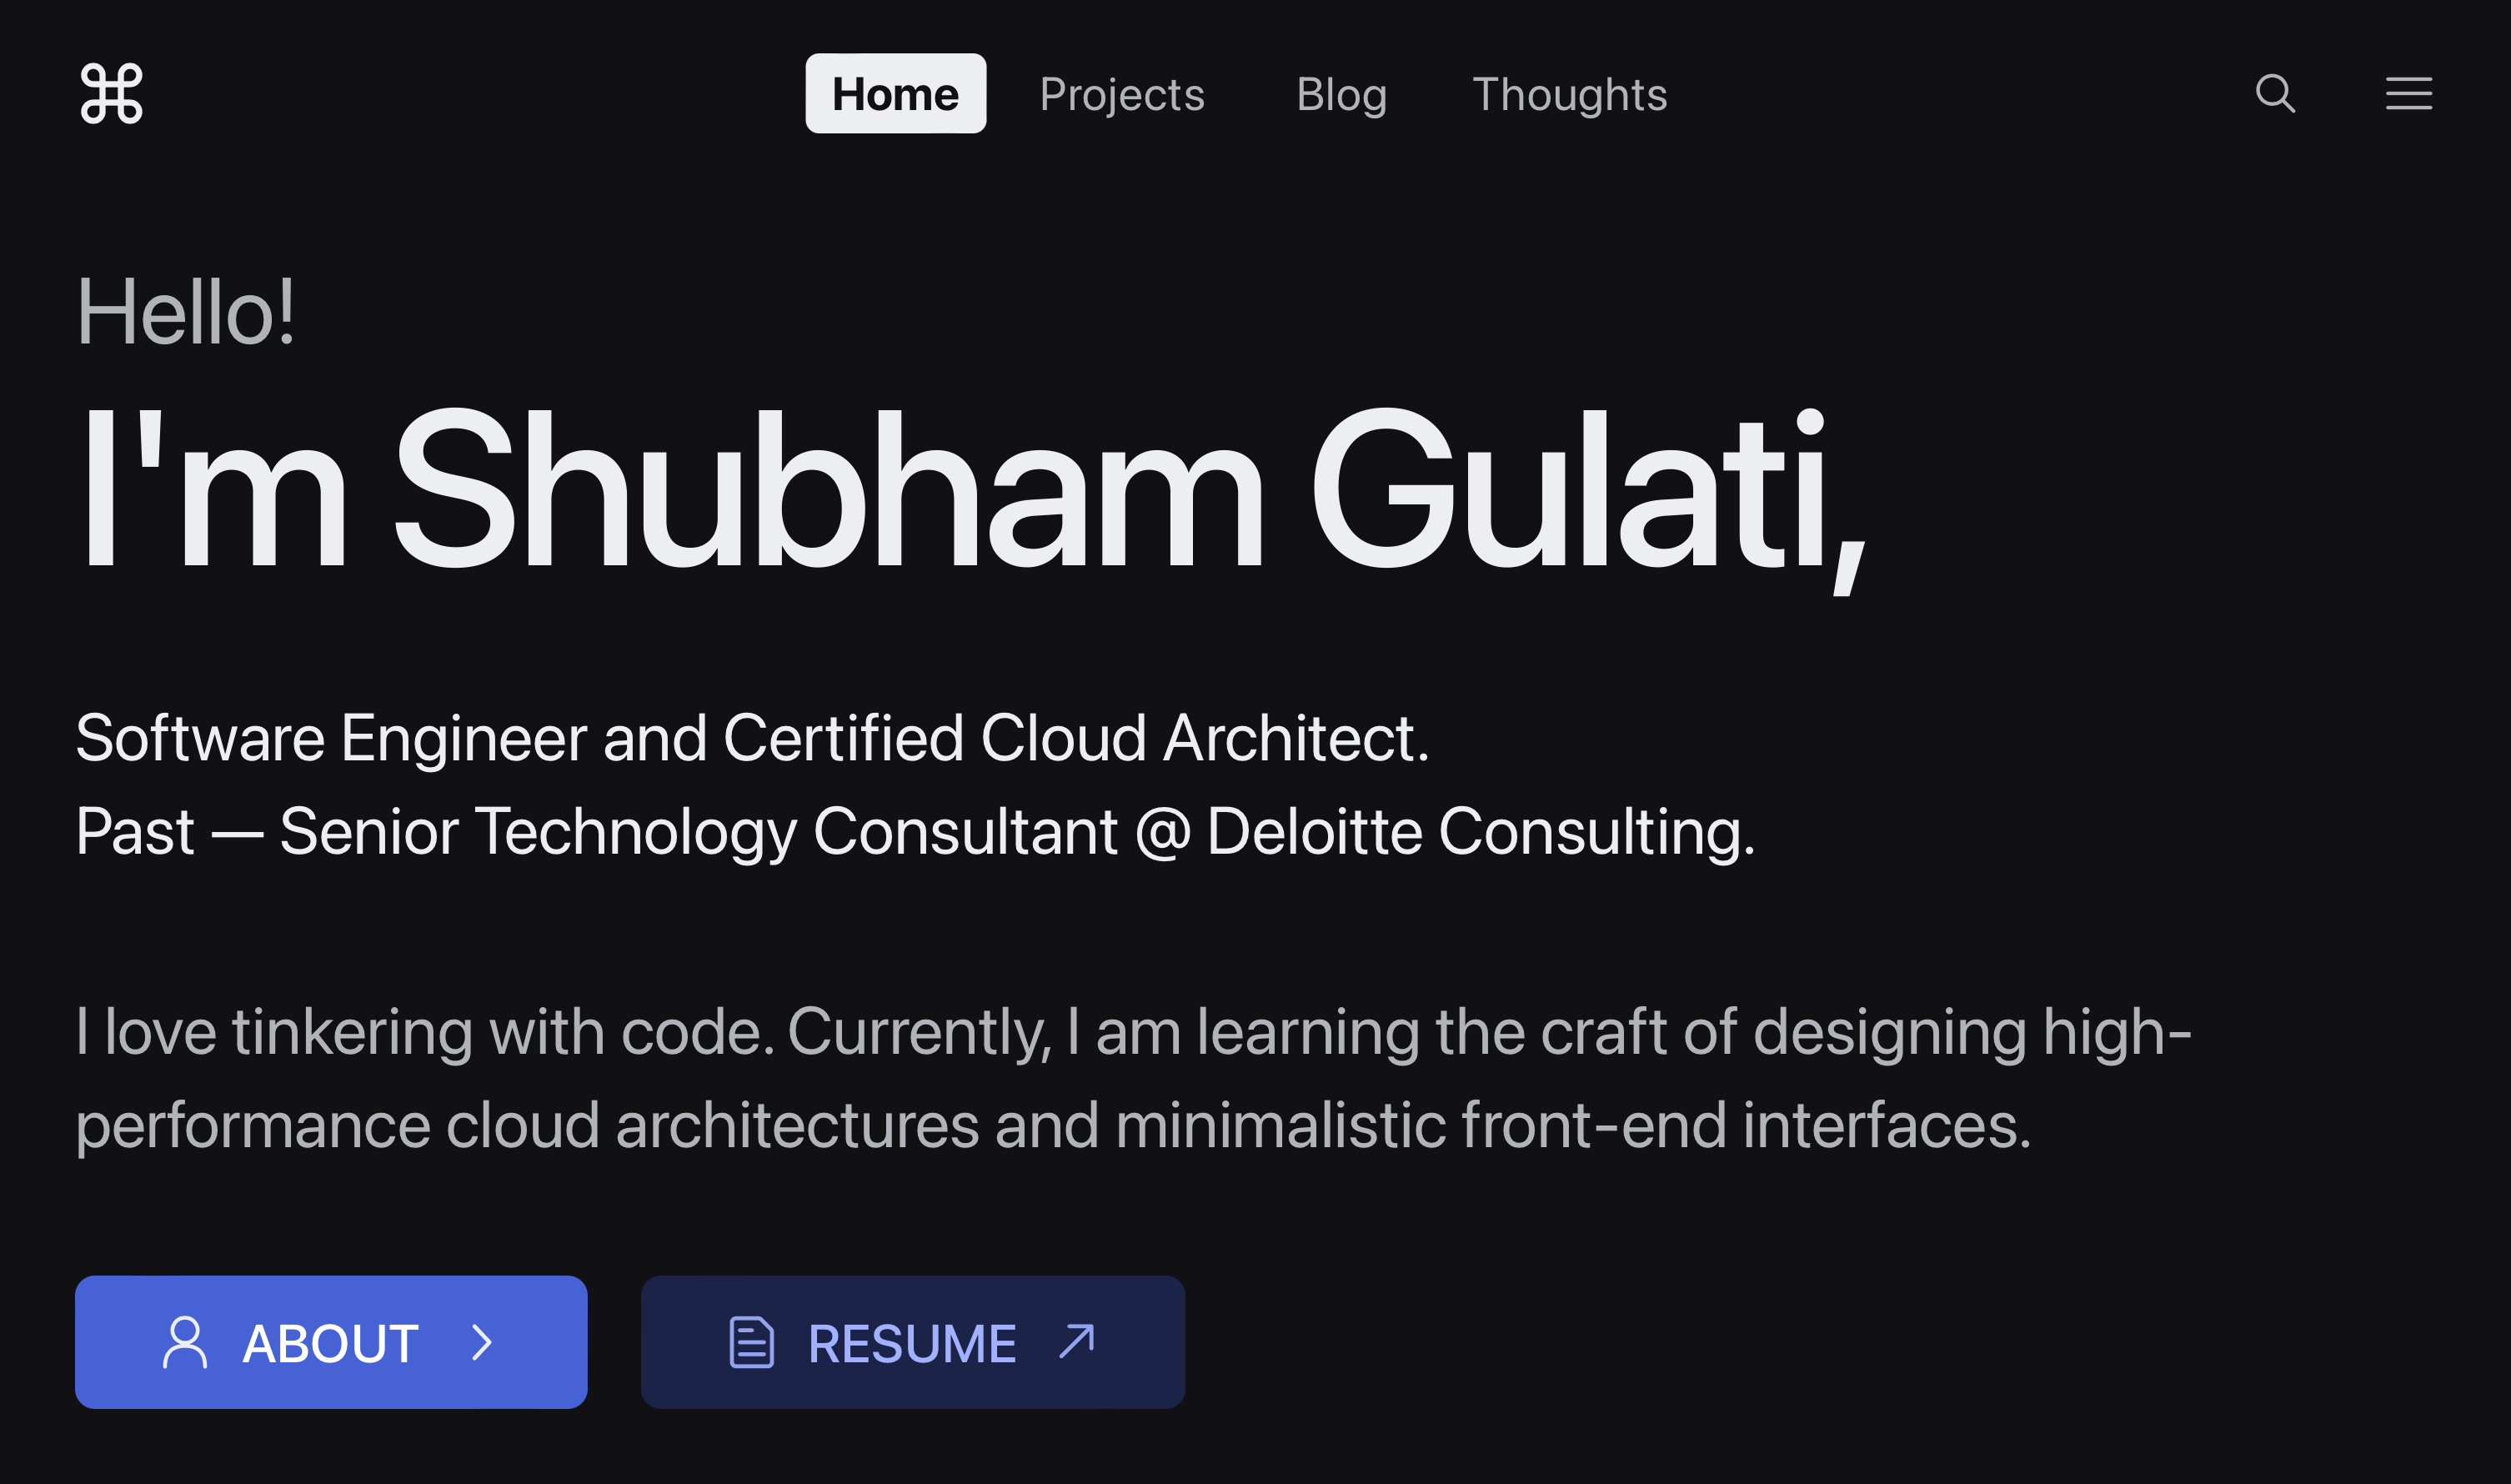 ⌘
Home Projects Blog Thoughts
Hello!
I'm Shubham Gulati,
Software Engineer and Certified Cloud Architect.
Past — Senior Technology Consultant @ Deloitte Consulting.
I love tinkering with code. Currently, I am learning the craft of designing high-
performance cloud architectures and minimalistic front-end interfaces.
ABOUT RESUME